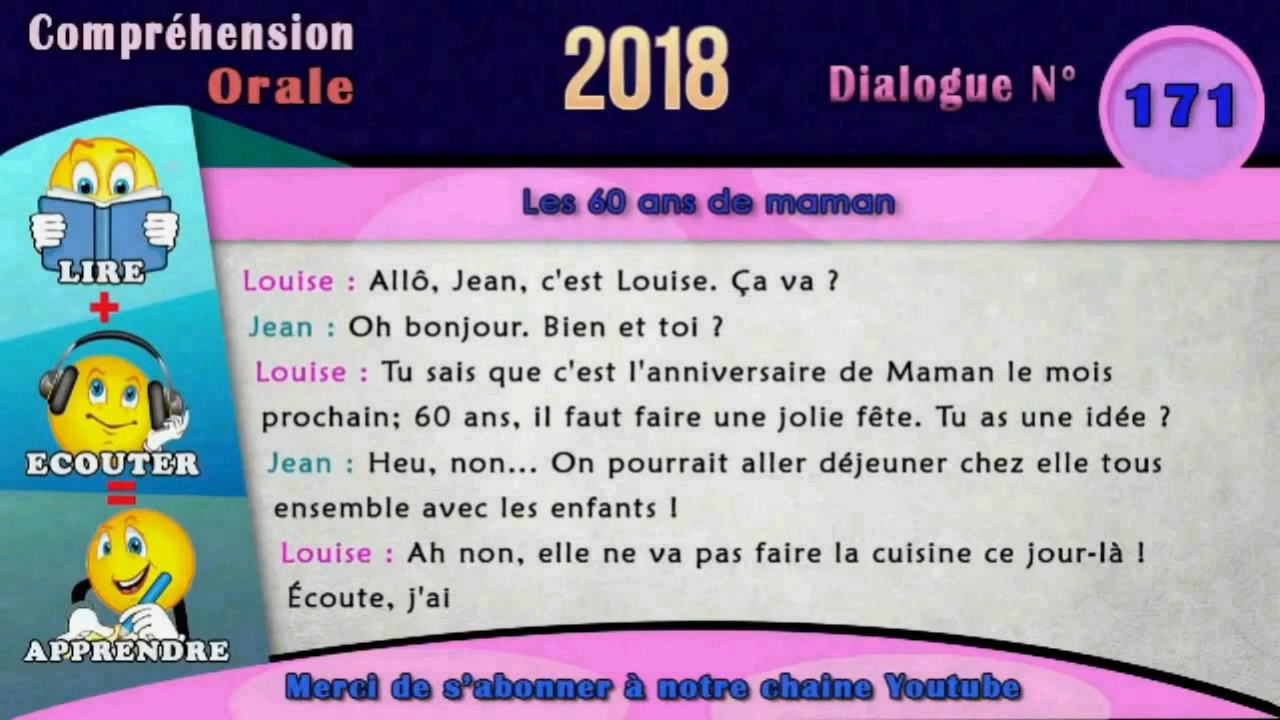 Compréhension
Orale
2018
Dialogue N°
171
Les 60 ans de maman
LIRE
+
ECOUTER
=
APPRENDRE
Louise : Allô, Jean, c'est Louise. Ça va ?
Jean : Oh bonjour. Bien et toi ?
Louise : Tu sais que c'est l'anniversaire de Maman le mois
prochain; 60 ans, il faut faire une jolie fête. Tu as une idée ?
Jean : Heu, non... On pourrait aller déjeuner chez elle tous
ensemble avec les enfants !
Louise : Ah non, elle ne va pas faire la cuisine ce jour-là !
Écoute, j'ai
Merci de s'abonner à notre chaine Youtube